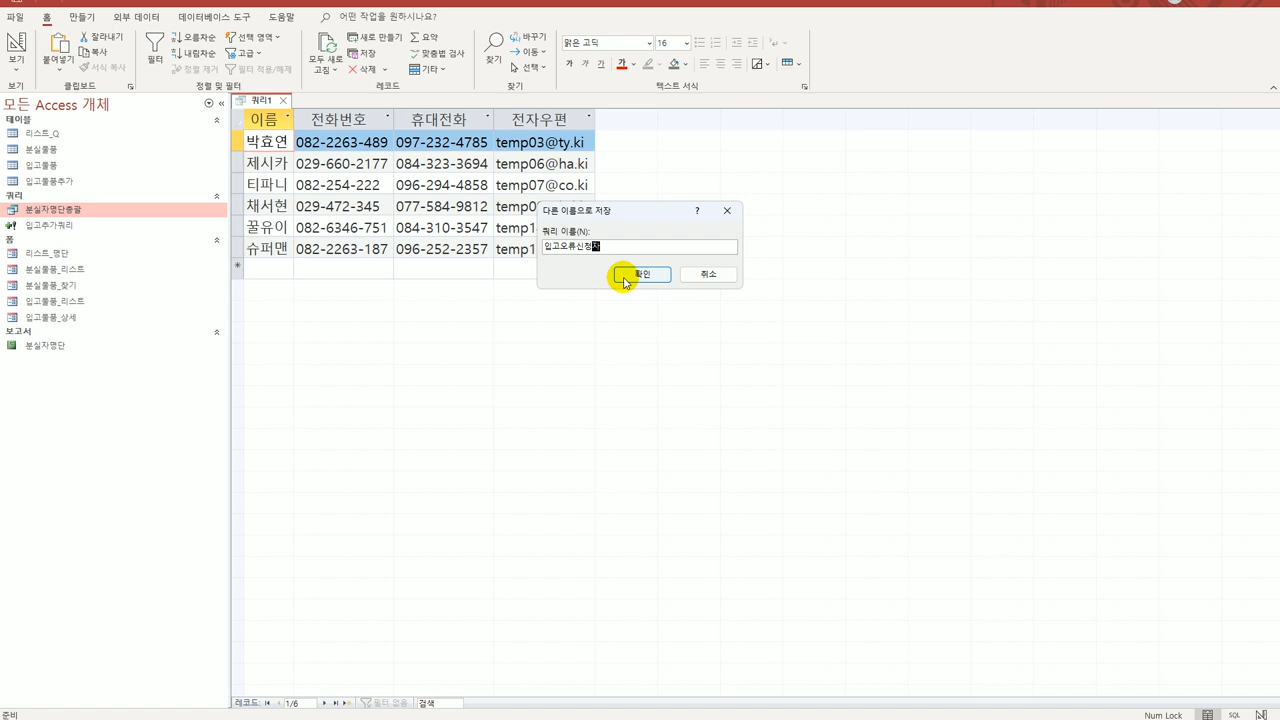 파일 홈 만들기 외부 데이터 데이터베이스 도구 도움말 어떤 작업을 원하시나요?
보기 붙여넣기 잘라내기 복사 서식 복사
필터 오름차순 내림차순 정렬 제거 선택 영역 고급 필터 적용/해제
모두 새로 고침 새로 만들기 저장 삭제 요약 맞춤법 검사 기타
찾기 바꾸기 이동 선택
맑은 고딕 16
가 가 가 가
보기 클립보드 정렬 및 필터 레코드 찾기 텍스트 서식
모든 Access 개체
테이블
리스트_Q
분실물품
입고물품
입고물품추가
쿼리
분실자명단총괄
입고추가쿼리
폼
리스트_명단
분실물품_리스트
분실물품_찾기
입고물품_리스트
입고물품_상세
보고서
분실자명단
쿼리1
이름 전화번호 휴대전화 전자우편
박효연 082-2263-489 097-232-4785 temp03@ty.ki
제시카 029-660-2177 084-323-3694 temp06@ha.ki
티파니 082-254-222 096-294-4858 temp07@co.ki
채서현 029-472-345 077-584-9812
꿀유이 082-6346-751 084-310-3547 temp1
슈퍼맨 082-2263-187 096-252-2357 temp1
다른 이름으로 저장 ?
쿼리 이름(N):
입고오류신청자
확인 취소
레코드: 1/6 필터 없음 검색
준비 Num Lock SQL